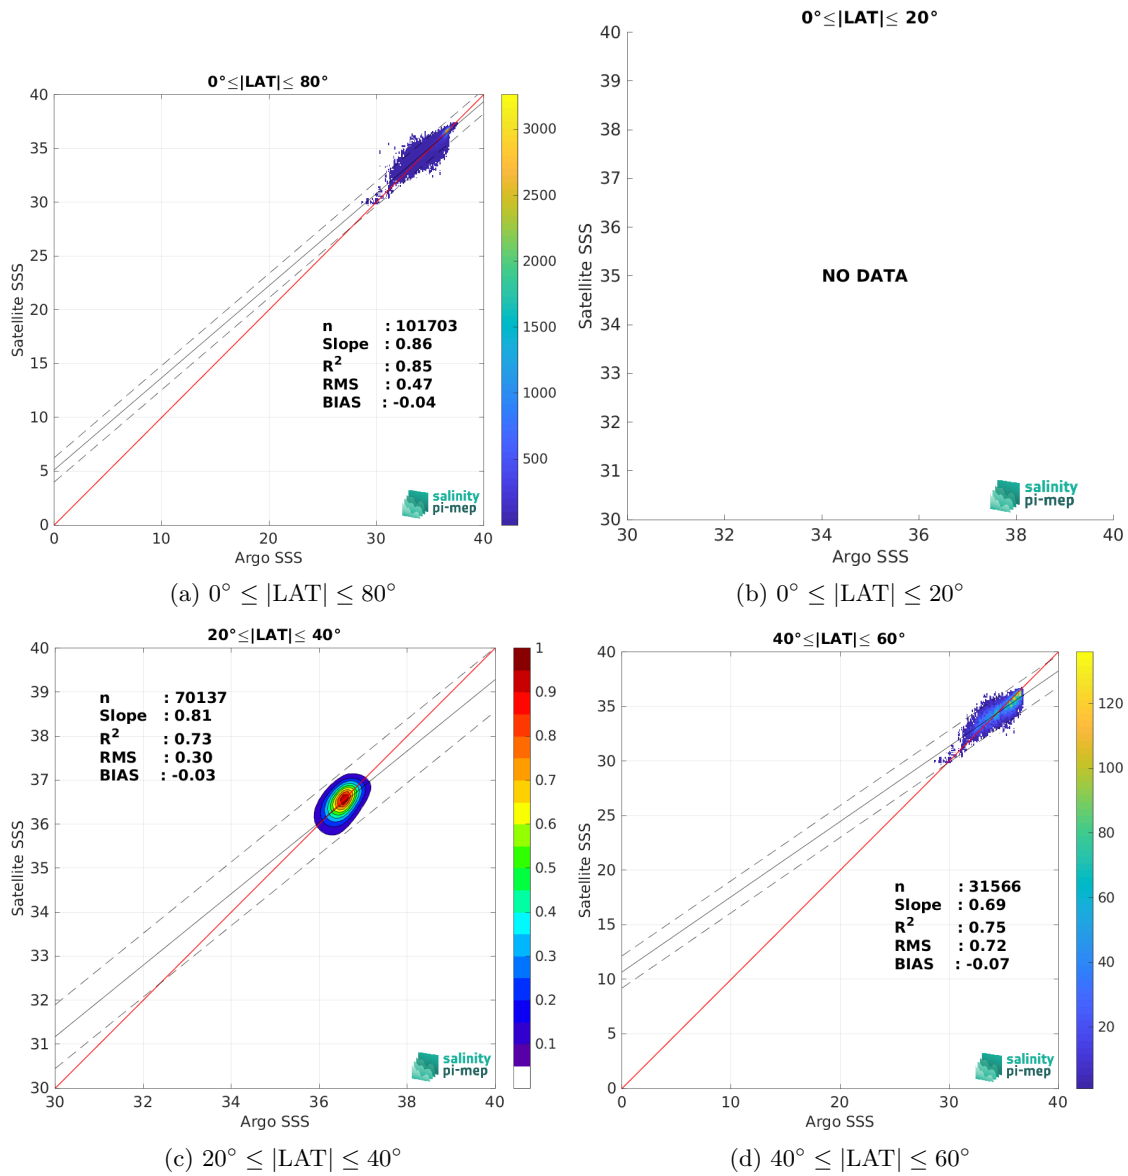 0°≤|LAT|≤ 80°
40
35
30
25
20
15
10
5
0
Satellite SSS
0
10
20
30
40
Argo SSS
3000
2500
2000
1500
1000
500
n : 101703
Slope : 0.86
R² : 0.85
RMS : 0.47
BIAS : -0.04
salinity
pi-mep
(a) 0° ≤ |LAT| ≤ 80°
0°≤|LAT|≤ 20°
40
39
38
37
36
35
34
33
32
31
30
Satellite SSS
NO DATA
30
32
34
36
38
40
Argo SSS
salinity
pi-mep
(b) 0° ≤ |LAT| ≤ 20°
20°≤|LAT|≤ 40°
40
39
38
37
36
35
34
33
32
31
30
Satellite SSS
n : 70137
Slope : 0.81
R² : 0.73
RMS : 0.30
BIAS : -0.03
30
32
34
36
38
40
Argo SSS
1
0.9
0.8
0.7
0.6
0.5
0.4
0.3
0.2
0.1
salinity
pi-mep
(c) 20° ≤ |LAT| ≤ 40°
40°≤|LAT|≤ 60°
40
35
30
25
20
15
10
5
0
Satellite SSS
n : 31566
Slope : 0.69
R² : 0.75
RMS : 0.72
BIAS : -0.07
0
10
20
30
40
Argo SSS
120
100
80
60
40
20
salinity
pi-mep
(d) 40° ≤ |LAT| ≤ 60°